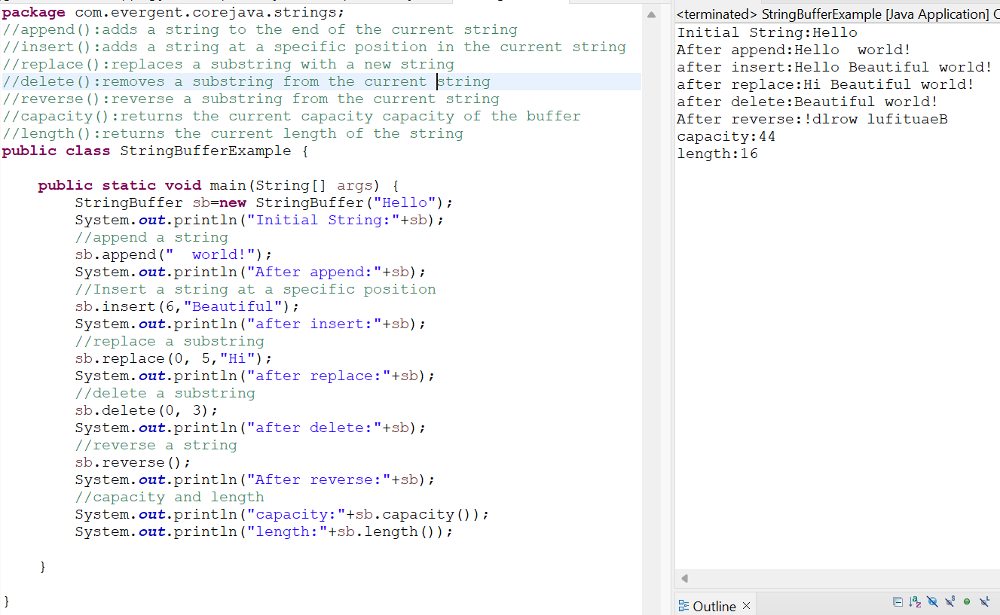 package com.evergent.corejava.strings;
//append():adds a string to the end of the current string
//insert():adds a string at a specific position in the current string
//replace():replaces a substring with a new string
//delete():removes a substring from the current string
//reverse():reverse a substring from the current string
//capacity():returns the current capacity capacity of the buffer
//length():returns the current length of the string
public class StringBufferExample {
public static void main(String[] args) {
StringBuffer sb=new StringBuffer("Hello");
System.out.println("Initial String:"+sb);
//append a string
sb.append("  world!");
System.out.println("After append:"+sb);
//Insert a string at a specific position
sb.insert(6,"Beautiful");
System.out.println("after insert:"+sb);
//replace a substring
sb.replace(0, 5,"Hi");
System.out.println("after replace:"+sb);
//delete a substring
sb.delete(0, 3);
System.out.println("after delete:"+sb);
//reverse a string
sb.reverse();
System.out.println("After reverse:"+sb);
//capacity and length
System.out.println("capacity:"+sb.capacity());
System.out.println("length:"+sb.length());
}
}
<terminated> StringBufferExample [Java Application]
Initial String:Hello
After append:Hello  world!
after insert:Hello Beautiful world!
after replace:Hi Beautiful world!
after delete:Beautiful world!
After reverse:!dlrow lufituaeB
capacity:44
length:16
Outline